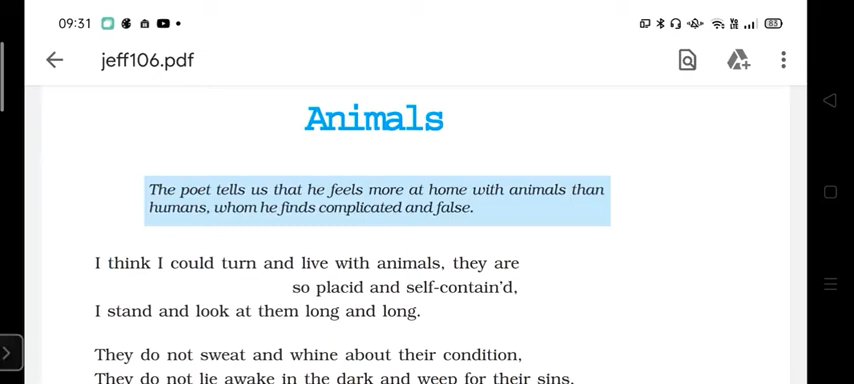 09:31
VO
LTE
83
jeff106.pdf
Animals
The poet tells us that he feels more at home with animals than
humans, whom he finds complicated and false.
I think I could turn and live with animals, they are
so placid and self-contain'd,
I stand and look at them long and long.
They do not sweat and whine about their condition,
They do not lie awake in the dark and weep for their sins,